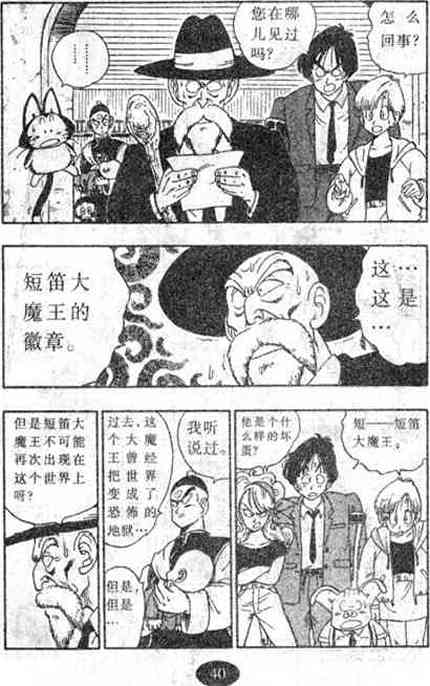 怎么
回事?
您在哪
儿见过
吗?
……
这…
这是
…
短笛大
魔王的
徽章。
短——短笛
大魔王。
他是个什
么样的坏
蛋?
我听
说过。
过去,这
个大魔
王曾经
把世界
变成了
恐怖的
地狱…
但是,
但是
…
但是短笛大
魔王不可能
再次出现在
这个世界上
呀?
40